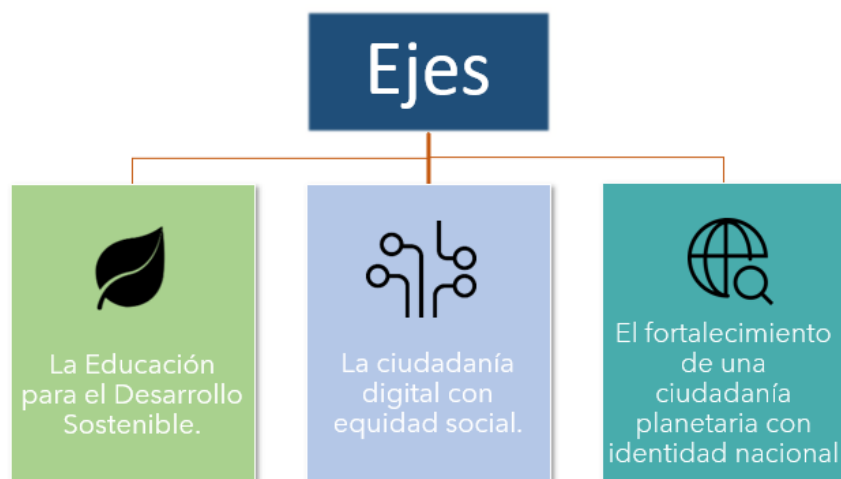 Ejes
La Educación
para el Desarrollo
Sostenible.
La ciudadanía
digital con
equidad social.
El fortalecimiento
de una
ciudadanía
planetaria con
identidad nacional